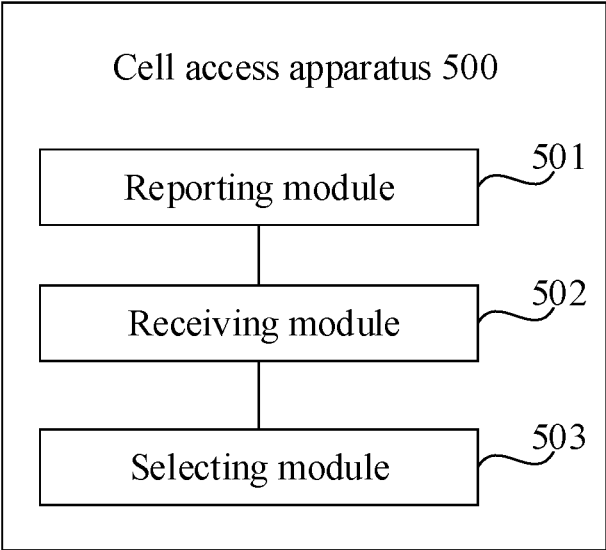 Cell access apparatus 500
501
Reporting module
502
Receiving module
503
Selecting module